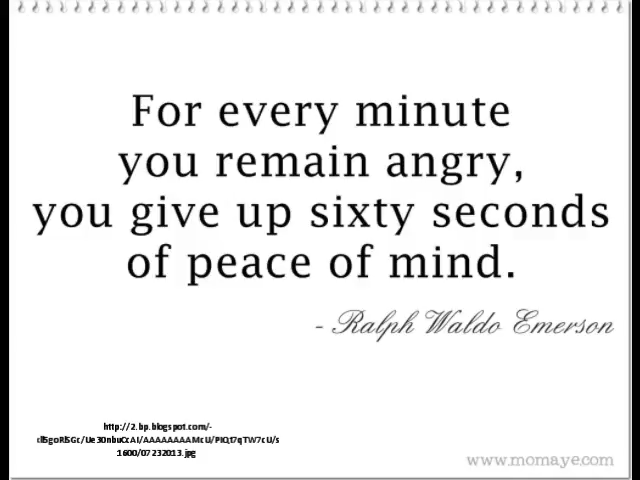 For every minute
you remain angry,
you give up sixty seconds
of peace of mind.
- Ralph Waldo Emerson
http://2.bp.blogspot.com/-
1600/07232013.jpg
www.momaye.com